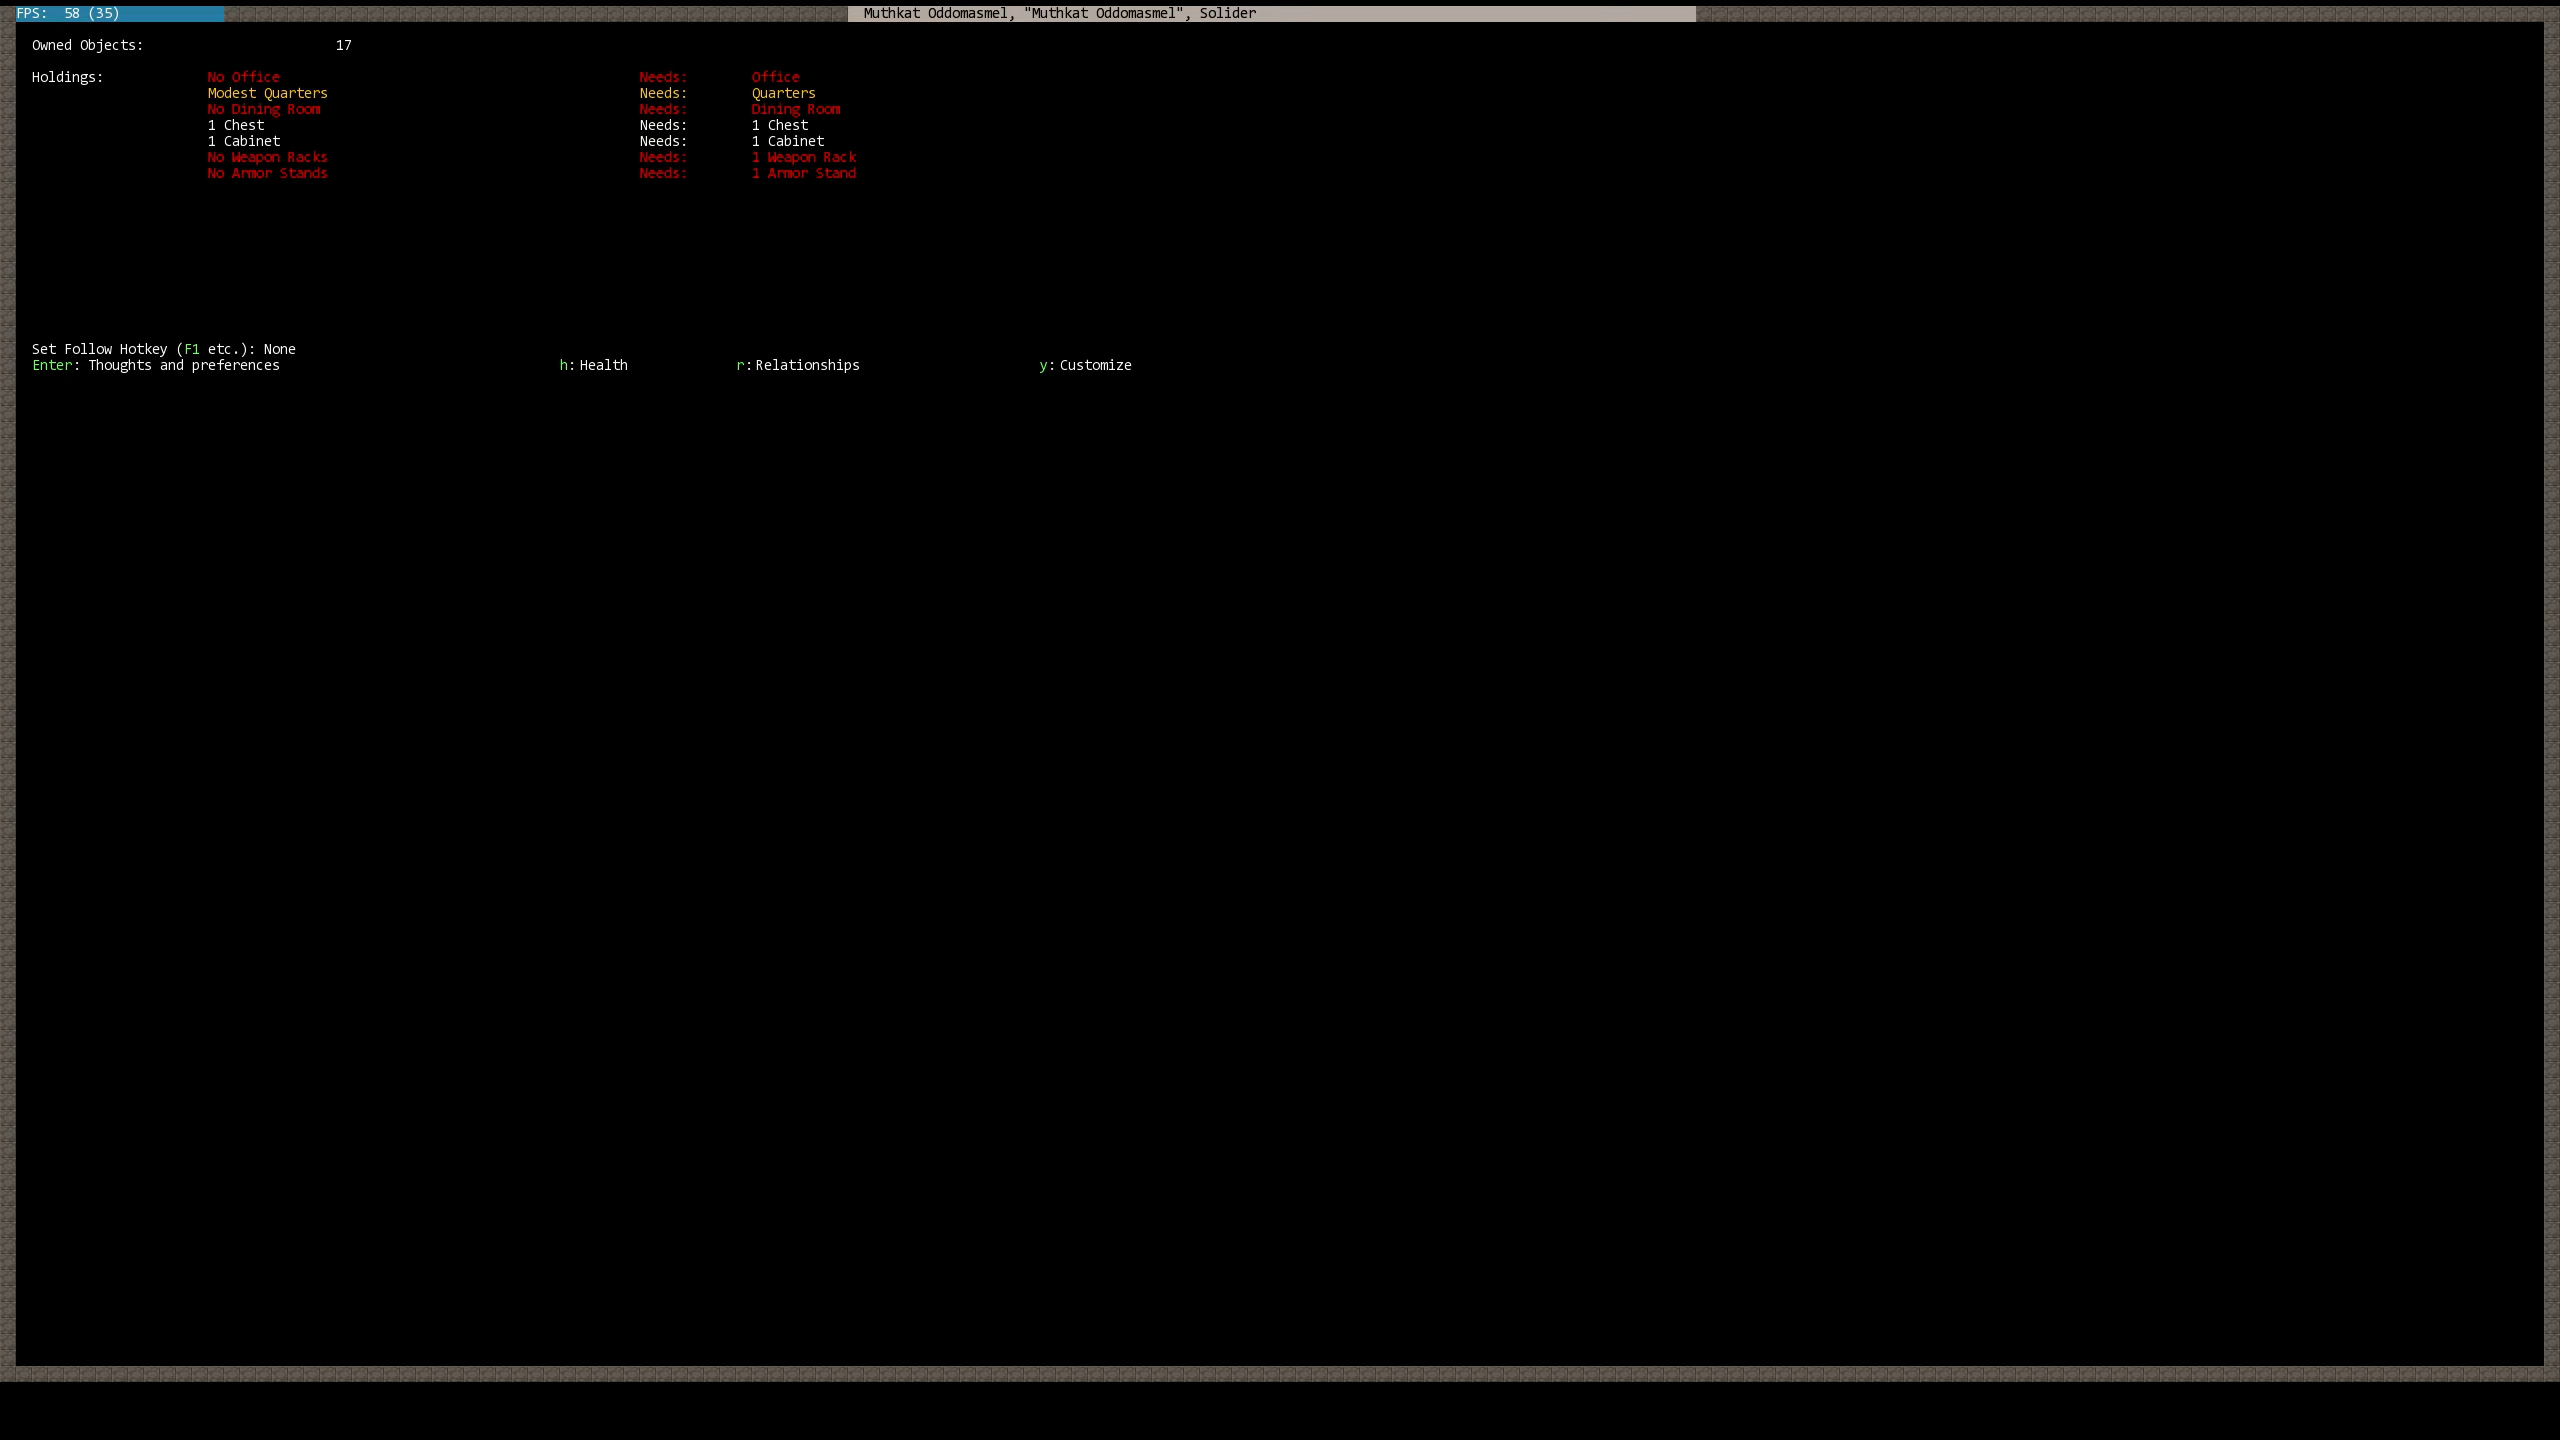 FPS: 58 (35) Muthkat Oddomasmel, "Muthkat Oddomasmel", Solider
Owned Objects: 17
Holdings: No Office Needs: Office
Modest Quarters Needs: Quarters
No Dining Room Needs: Dining Room
1 Chest Needs: 1 Chest
1 Cabinet Needs: 1 Cabinet
No Weapon Racks Needs: 1 Weapon Rack
No Armor Stands Needs: 1 Armor Stand
Set Follow Hotkey (F1 etc.): None
Enter: Thoughts and preferences h: Health r: Relationships y: Customize